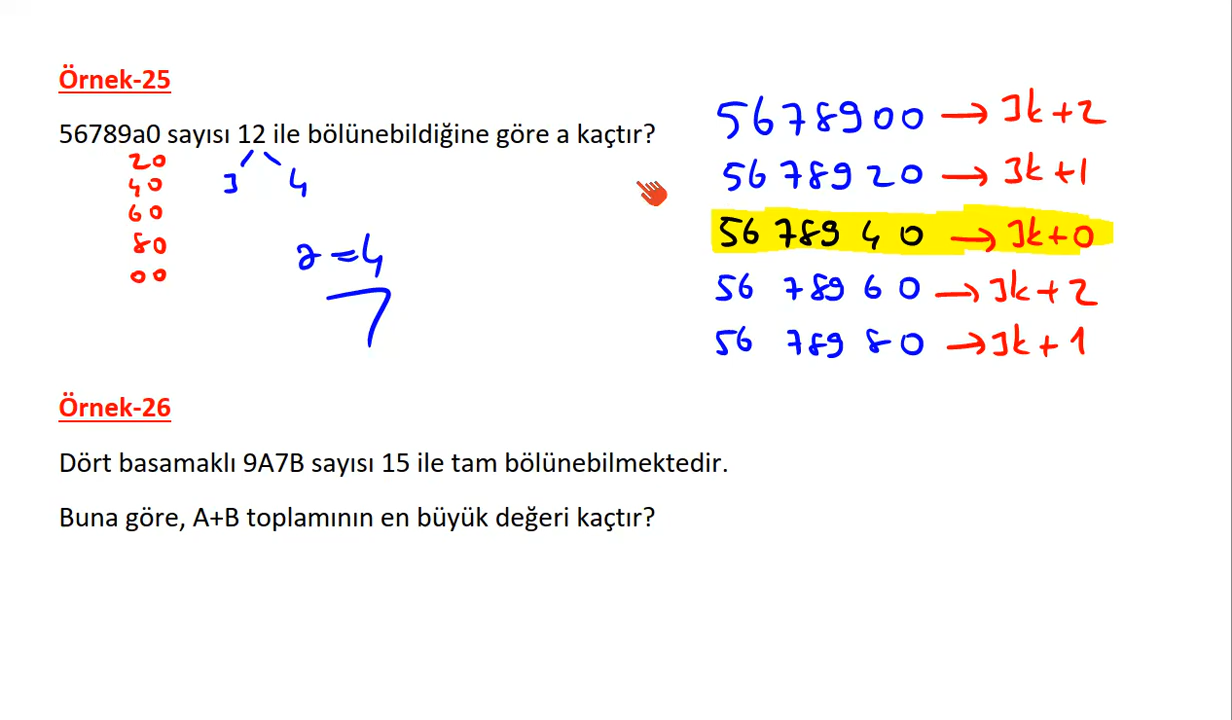 Örnek-25
56789a0 sayısı 12 ile bölünebildiğine göre a kaçtır?
20
40
60
80
00
3 4
a = 4
5678900 → 3k+2
5678920 → 3k+1
5678940 → 3k+0
5678960 → 3k+2
5678980 → 3k+1
Örnek-26
Dört basamaklı 9A7B sayısı 15 ile tam bölünebilmektedir.
Buna göre, A+B toplamının en büyük değeri kaçtır?